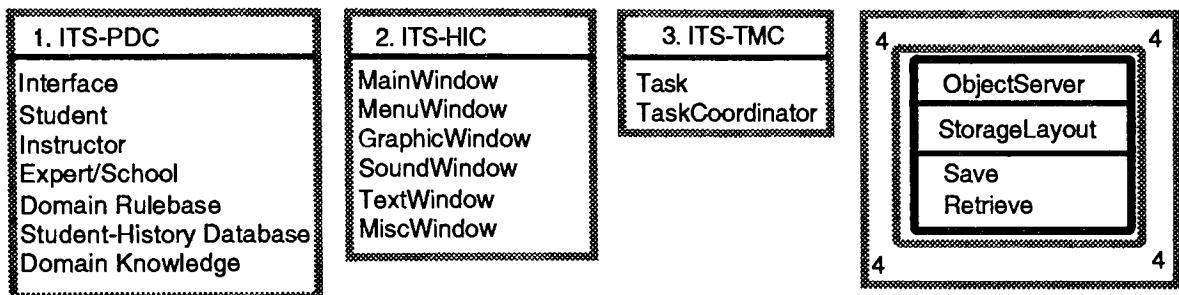 1. ITS-PDC
Interface
Student
Instructor
Expert/School
Domain Rulebase
Student-History Database
Domain Knowledge
2. ITS-HIC
MainWindow
MenuWindow
GraphicWindow
SoundWindow
TextWindow
MiscWindow
3. ITS-TMC
Task
TaskCoordinator
4 4
ObjectServer
StorageLayout
Save
Retrieve
4 4